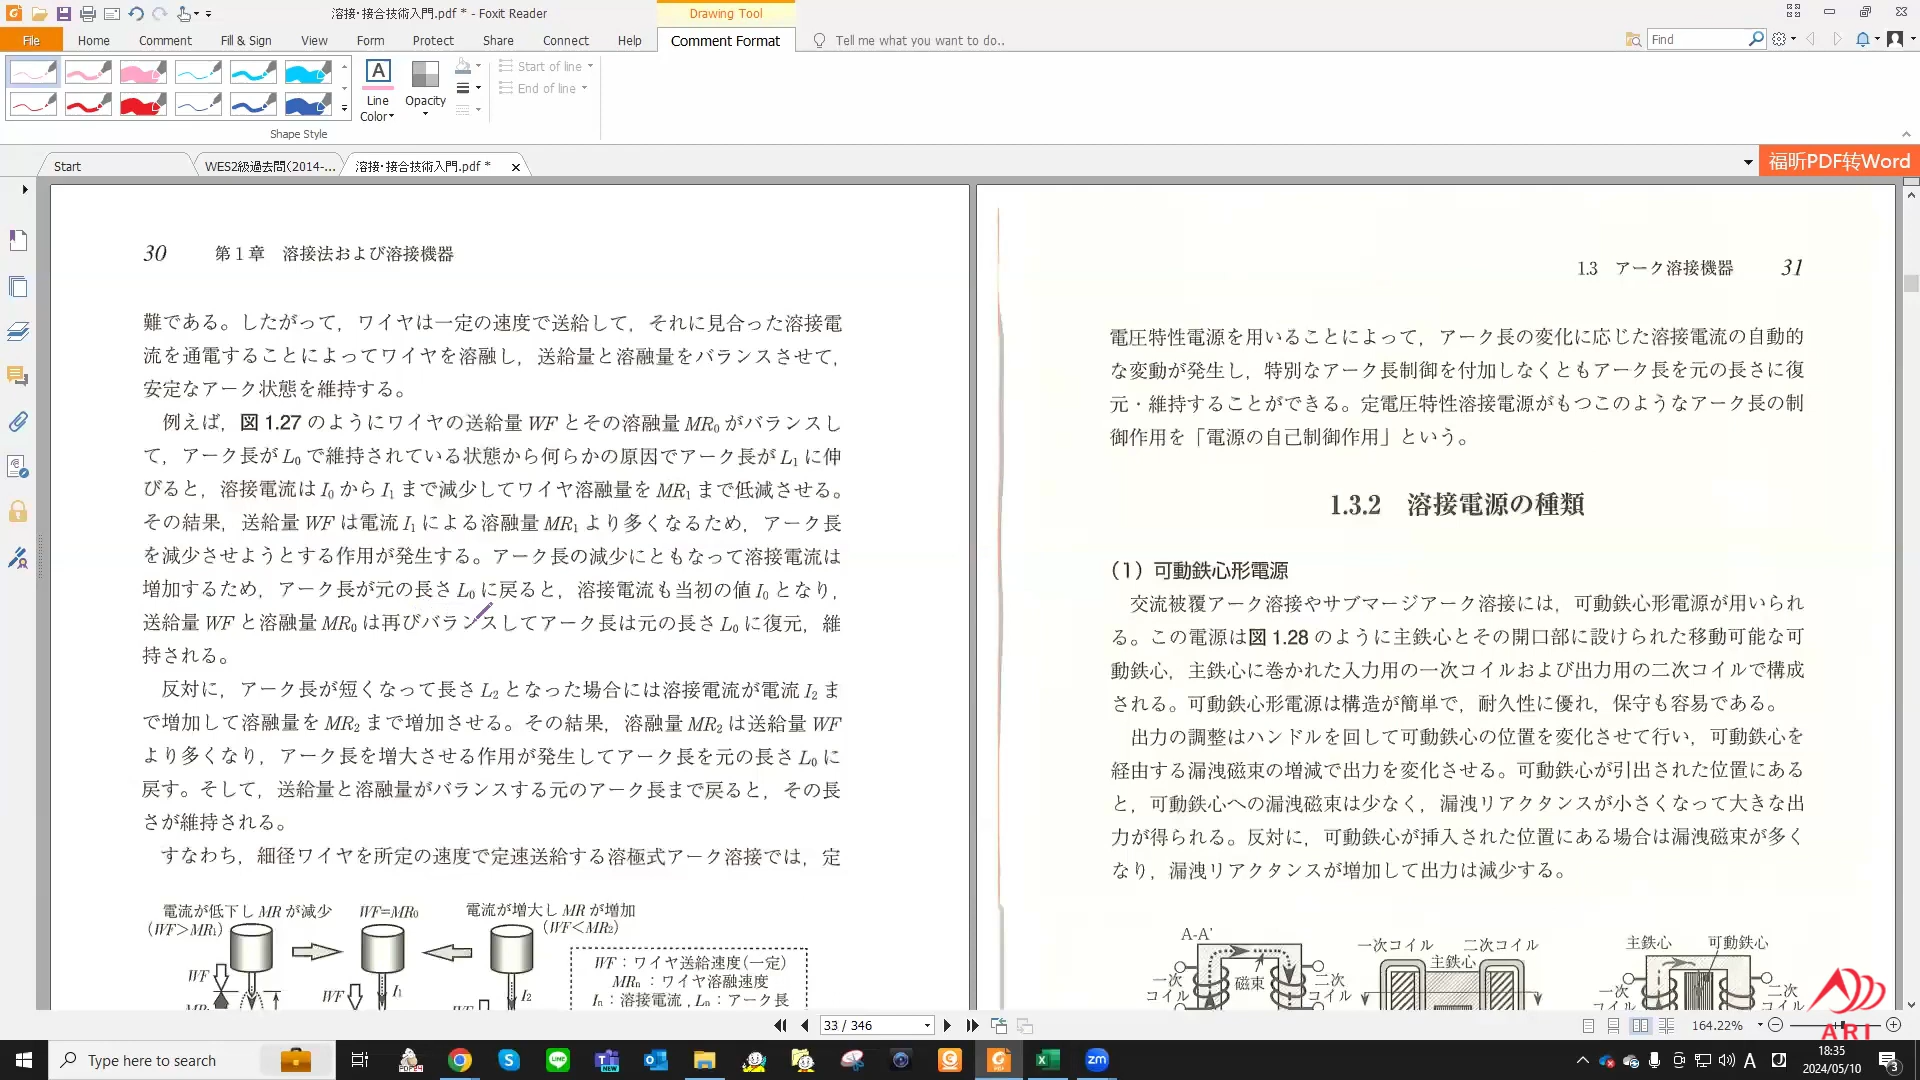 溶接・接合技術入門.pdf * - Foxit Reader
Drawing Tool
File
Home
Comment
Fill & Sign
View
Form
Protect
Share
Connect
Help
Comment Format
Tell me what you want to do..
Find
Line
Color
Opacity
Start of line
End of line
Shape Style
Start
WES2級過去問(2014-...
溶接・接合技術入門.pdf *
福昕PDF转Word
30 第1章 溶接法および溶接機器
難である。したがって，ワイヤは一定の速度で送給して，それに見合った溶接電
流を通電することによってワイヤを溶融し，送給量と溶融量をバランスさせて，
安定なアーク状態を維持する。
例えば，図 1.27 のようにワイヤの送給量 WF とその溶融量 MR0 がバランスし
て，アーク長が L0 で維持されている状態から何らかの原因でアーク長が L1 に伸
びると，溶接電流は I0 から I1 まで減少してワイヤ溶融量を MR1 まで低減させる。
その結果，送給量 WF は電流 I1 による溶融量 MR1 より多くなるため，アーク長
を減少させようとする作用が発生する。アーク長の減少にともなって溶接電流は
増加するため，アーク長が元の長さ L0 に戻ると，溶接電流も当初の値 I0 となり，
送給量 WF と溶融量 MR0 は再びバランスしてアーク長は元の長さ L0 に復元，維
持される。
反対に，アーク長が短くなって長さ L2 となった場合には溶接電流が電流 I2 ま
で増加して溶融量を MR2 まで増加させる。その結果，溶融量 MR2 は送給量 WF
より多くなり，アーク長を増大させる作用が発生してアーク長を元の長さ L0 に
戻す。そして，送給量と溶融量がバランスする元のアーク長まで戻ると，その長
さが維持される。
すなわち，細径ワイヤを所定の速度で定速送給する溶極式アーク溶接では，定
電流が低下し MR が減少
(WF>MR1)
WF=MR0
電流が増大し MR が増加
(WF<MR2)
WF
WF
I1
I2
WF：ワイヤ送給速度(一定)
MRn：ワイヤ溶融速度
In：溶接電流，Ln：アーク長
1.3 アーク溶接機器 31
電圧特性電源を用いることによって，アーク長の変化に応じた溶接電流の自動的
な変動が発生し，特別なアーク長制御を付加しなくともアーク長を元の長さに復
元・維持することができる。定電圧特性溶接電源がもつこのようなアーク長の制
御作用を「電源の自己制御作用」という。
1.3.2 溶接電源の種類
（1）可動鉄心形電源
交流被覆アーク溶接やサブマージアーク溶接には，可動鉄心形電源が用いられ
る。この電源は図 1.28 のように主鉄心とその開口部に設けられた移動可能な可
動鉄心，主鉄心に巻かれた入力用の一次コイルおよび出力用の二次コイルで構成
される。可動鉄心形電源は構造が簡単で，耐久性に優れ，保守も容易である。
出力の調整はハンドルを回して可動鉄心の位置を変化させて行い，可動鉄心を
経由する漏洩磁束の増減で出力を変化させる。可動鉄心が引出された位置にある
と，可動鉄心への漏洩磁束は少なく，漏洩リアクタンスが小さくなって大きな出
力が得られる。反対に，可動鉄心が挿入された位置にある場合は漏洩磁束が多く
なり，漏洩リアクタンスが増加して出力は減少する。
A-A'
一次
コイル
磁束
二次
コイル
一次コイル
二次コイル
主鉄心
主鉄心
可動鉄心
一次
コイル
二次
コイル
ARI
33 / 346
164.22%
Type here to search
18:35
2024/05/10
3